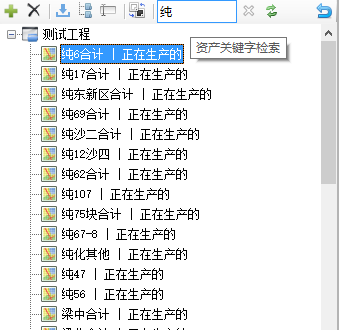 纯
资产关键字检索
测试工程
纯6合计 | 正在生产的
纯17合计 | 正在生产的
纯东新区合计 | 正在生产的
纯69合计 | 正在生产的
纯沙二合计 | 正在生产的
纯12沙四 | 正在生产的
纯62合计 | 正在生产的
纯107 | 正在生产的
纯75块合计 | 正在生产的
纯67-8 | 正在生产的
纯化其他 | 正在生产的
纯47 | 正在生产的
纯56 | 正在生产的
梁中合计 | 正在生产的